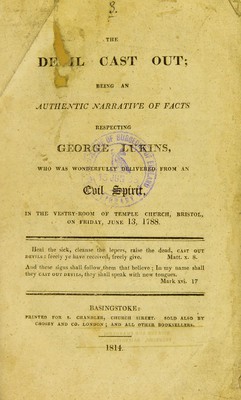 8.
THE
DE IL CAST OUT;
BEING AN
AUTHENTIC NARRATIVE OF FACTS
RESPECTING
GEORGE LUKINS,
WHO WAS WONDERFULLY DELIVERED FROM AN
Evil Spirit,
IN THE VESTRY-ROOM OF TEMPLE CHURCH, BRISTOL,
ON FRIDAY, JUNE 13, 1788.
Heal the sick, cleanse the lepers, raise the dead, CAST OUT
DEVILS: freely ye have received, freely give. Matt. x. 8.
And these signs shall follow them that believe; In my name shall
they CAST OUT DEVILS, they shall speak with new tongues.
Mark xvi. 17
BASINGSTOKE:
PRINTED FOR S. CHANDLER, CHURCH STREET. SOLD ALSO BY
CROSBY AND CO. LONDON; AND ALL OTHER BOOKSELLERS.
1814.